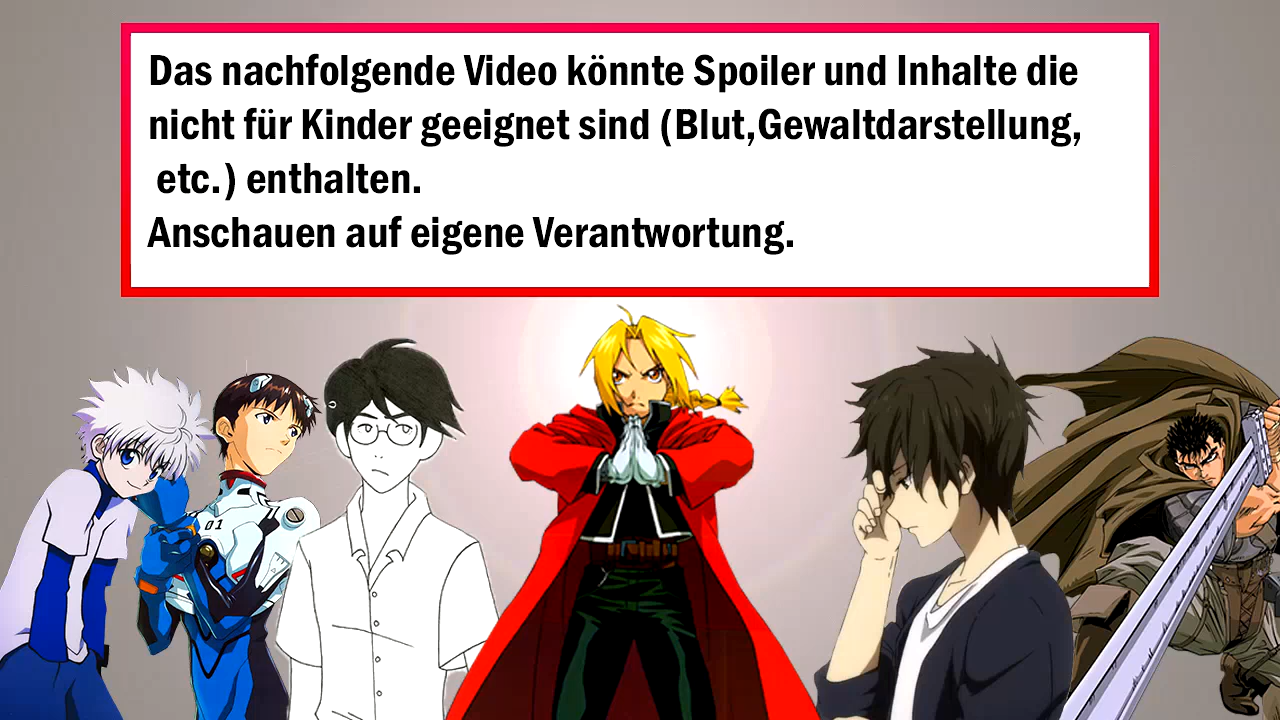 Das nachfolgende Video könnte Spoiler und Inhalte die
nicht für Kinder geeignet sind (Blut,Gewaltdarstellung,
etc.) enthalten.
Anschauen auf eigene Verantwortung.
01